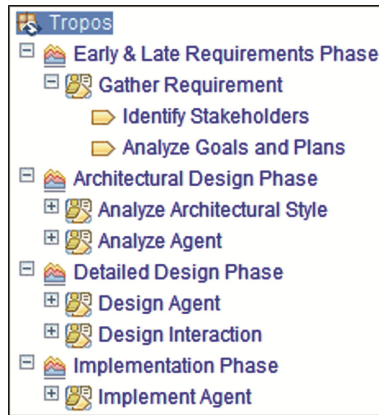 Tropos
Early & Late Requirements Phase
Gather Requirement
Identify Stakeholders
Analyze Goals and Plans
Architectural Design Phase
Analyze Architectural Style
Analyze Agent
Detailed Design Phase
Design Agent
Design Interaction
Implementation Phase
Implement Agent